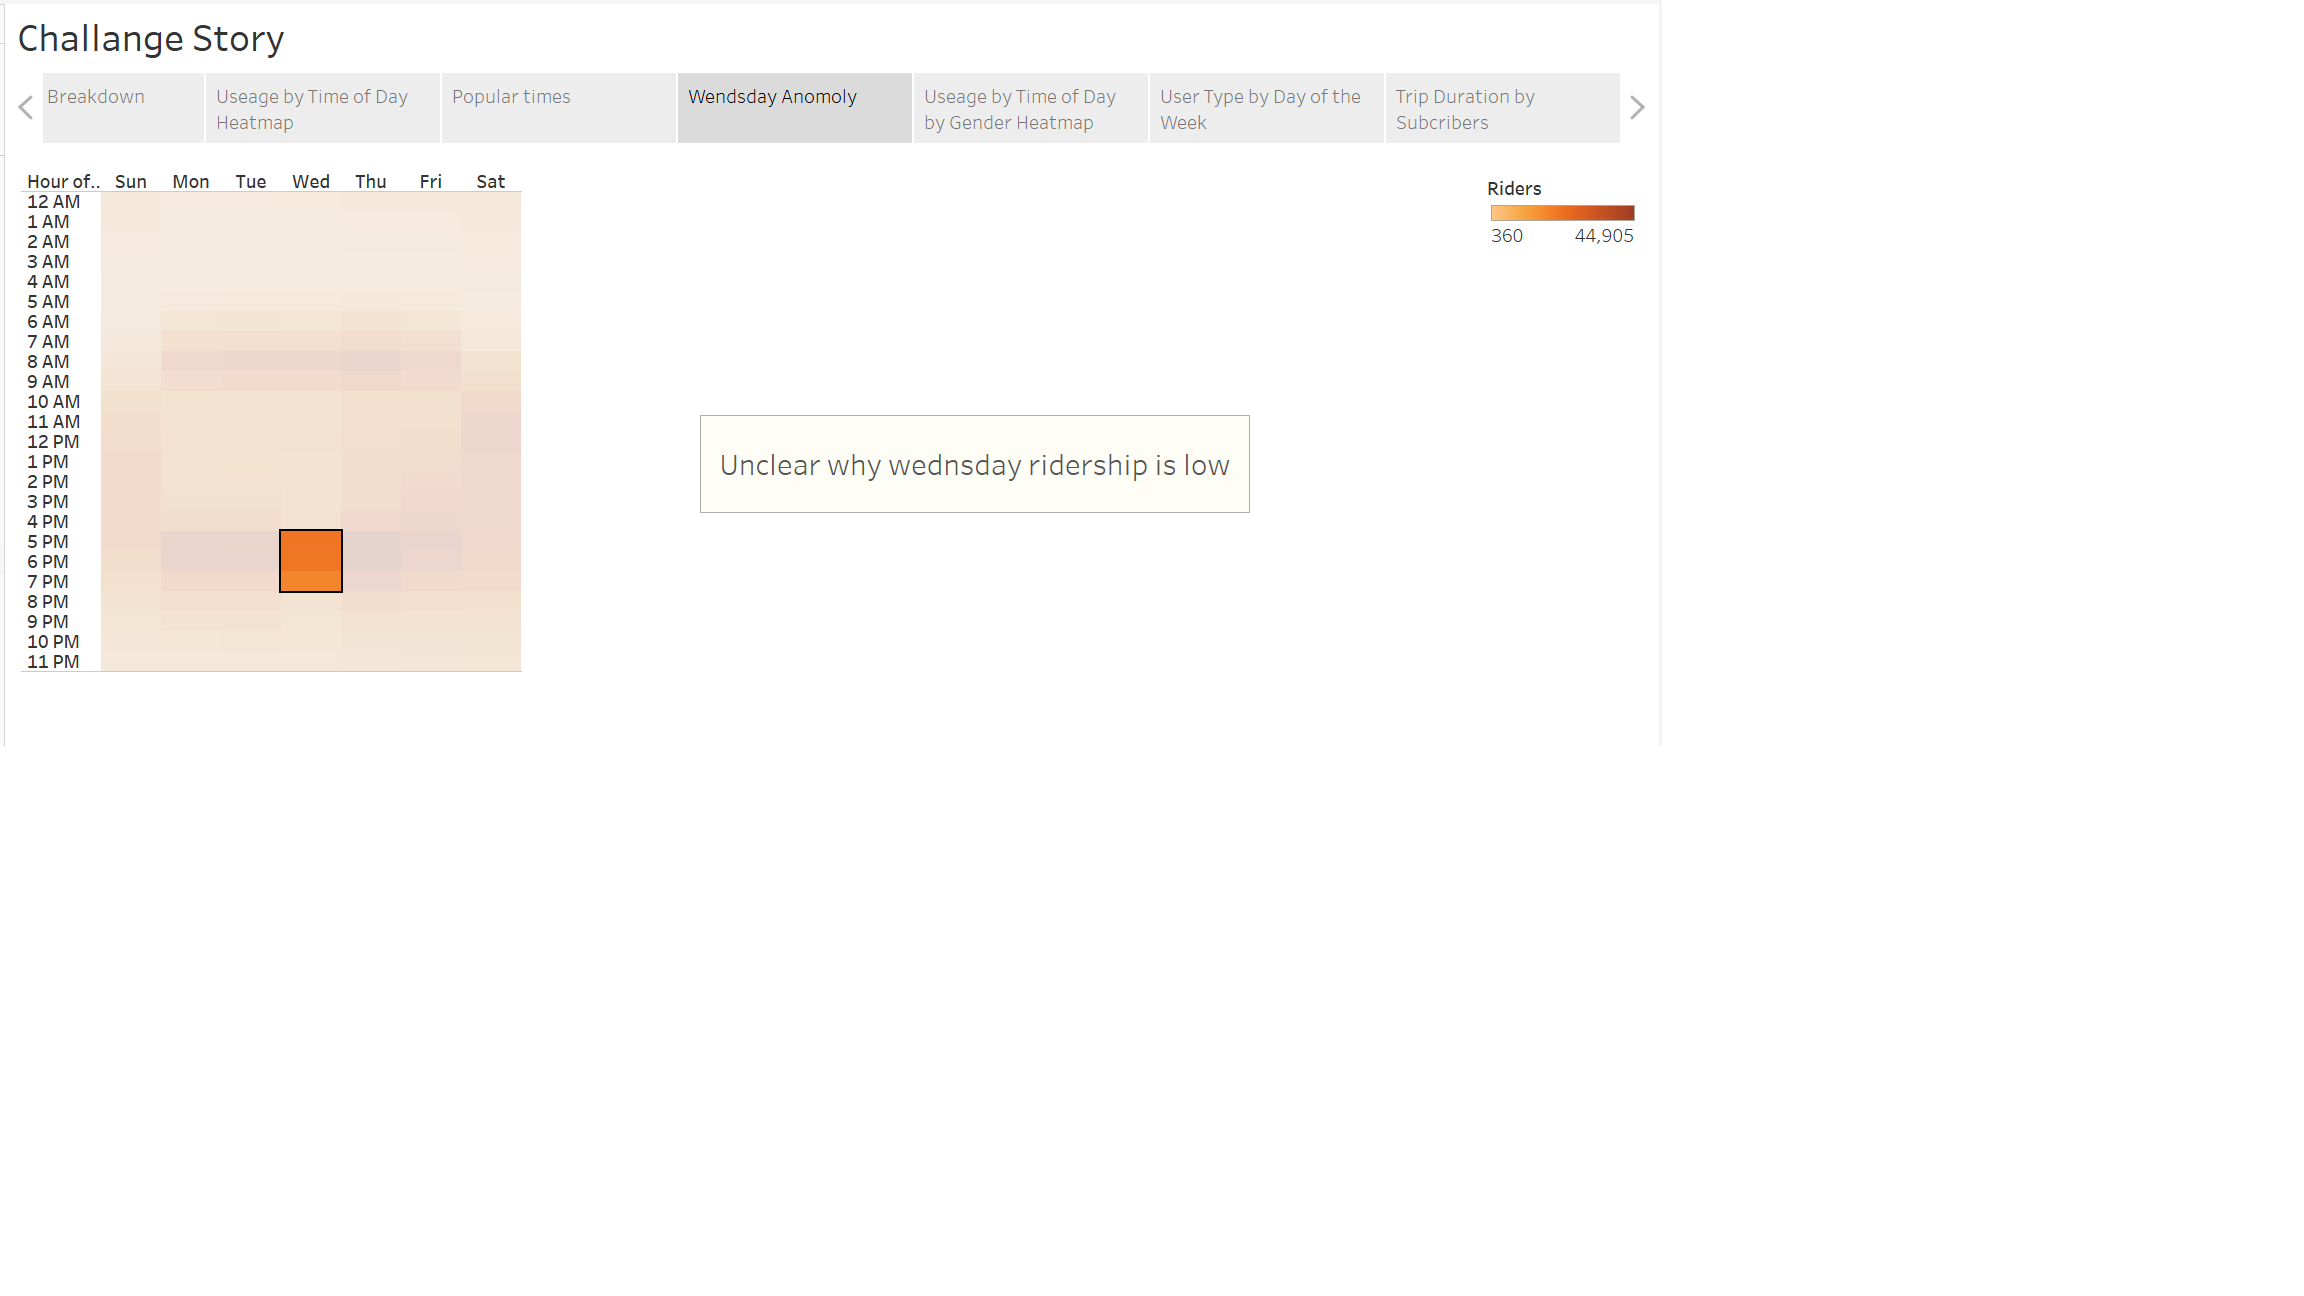 Challange Story
Breakdown
Useage by Time of Day
Heatmap
Popular times
Wendsday Anomoly
Useage by Time of Day
by Gender Heatmap
User Type by Day of the
Week
Trip Duration by
Subcribers
Hour of.. Sun Mon Tue Wed Thu Fri Sat
12 AM
1 AM
2 AM
3 AM
4 AM
5 AM
6 AM
7 AM
8 AM
9 AM
10 AM
11 AM
12 PM
1 PM
2 PM
3 PM
4 PM
5 PM
6 PM
7 PM
8 PM
9 PM
10 PM
11 PM
Unclear why wednsday ridership is low
Riders
360 44,905